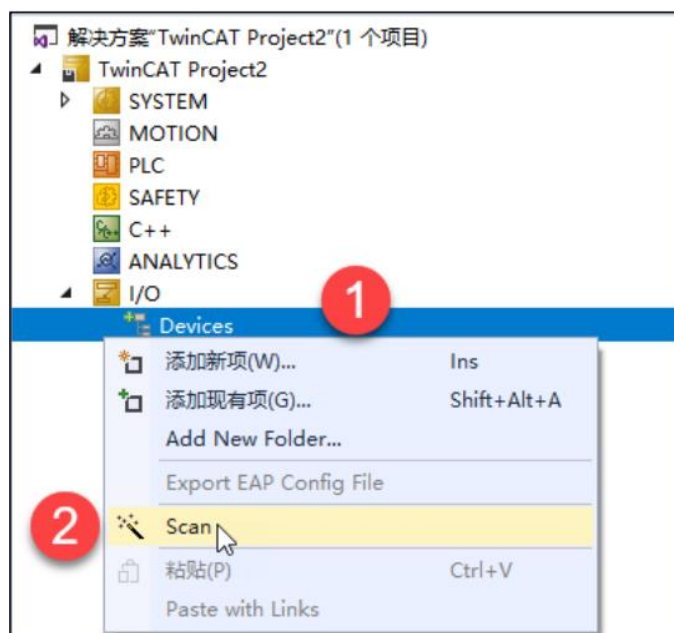 解决方案"TwinCAT Project2"(1 个项目)
TwinCAT Project2
SYSTEM
MOTION
PLC
SAFETY
C++
ANALYTICS
I/O
1
Devices
添加新项(W)... Ins
添加现有项(G)... Shift+Alt+A
Add New Folder...
Export EAP Config File
2 Scan
粘贴(P) Ctrl+V
Paste with Links